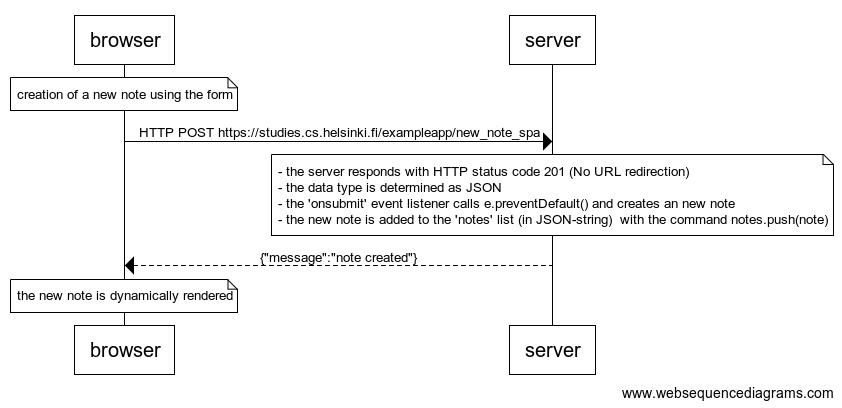 browser server
creation of a new note using the form
HTTP POST https://studies.cs.helsinki.fi/exampleapp/new_note_spa
- the server responds with HTTP status code 201 (No URL redirection)
- the data type is determined as JSON
- the 'onsubmit' event listener calls e.preventDefault() and creates an new note
- the new note is added to the 'notes' list (in JSON-string)  with the command notes.push(note)
{"message":"note created"}
the new note is dynamically rendered
browser server
www.websequencediagrams.com